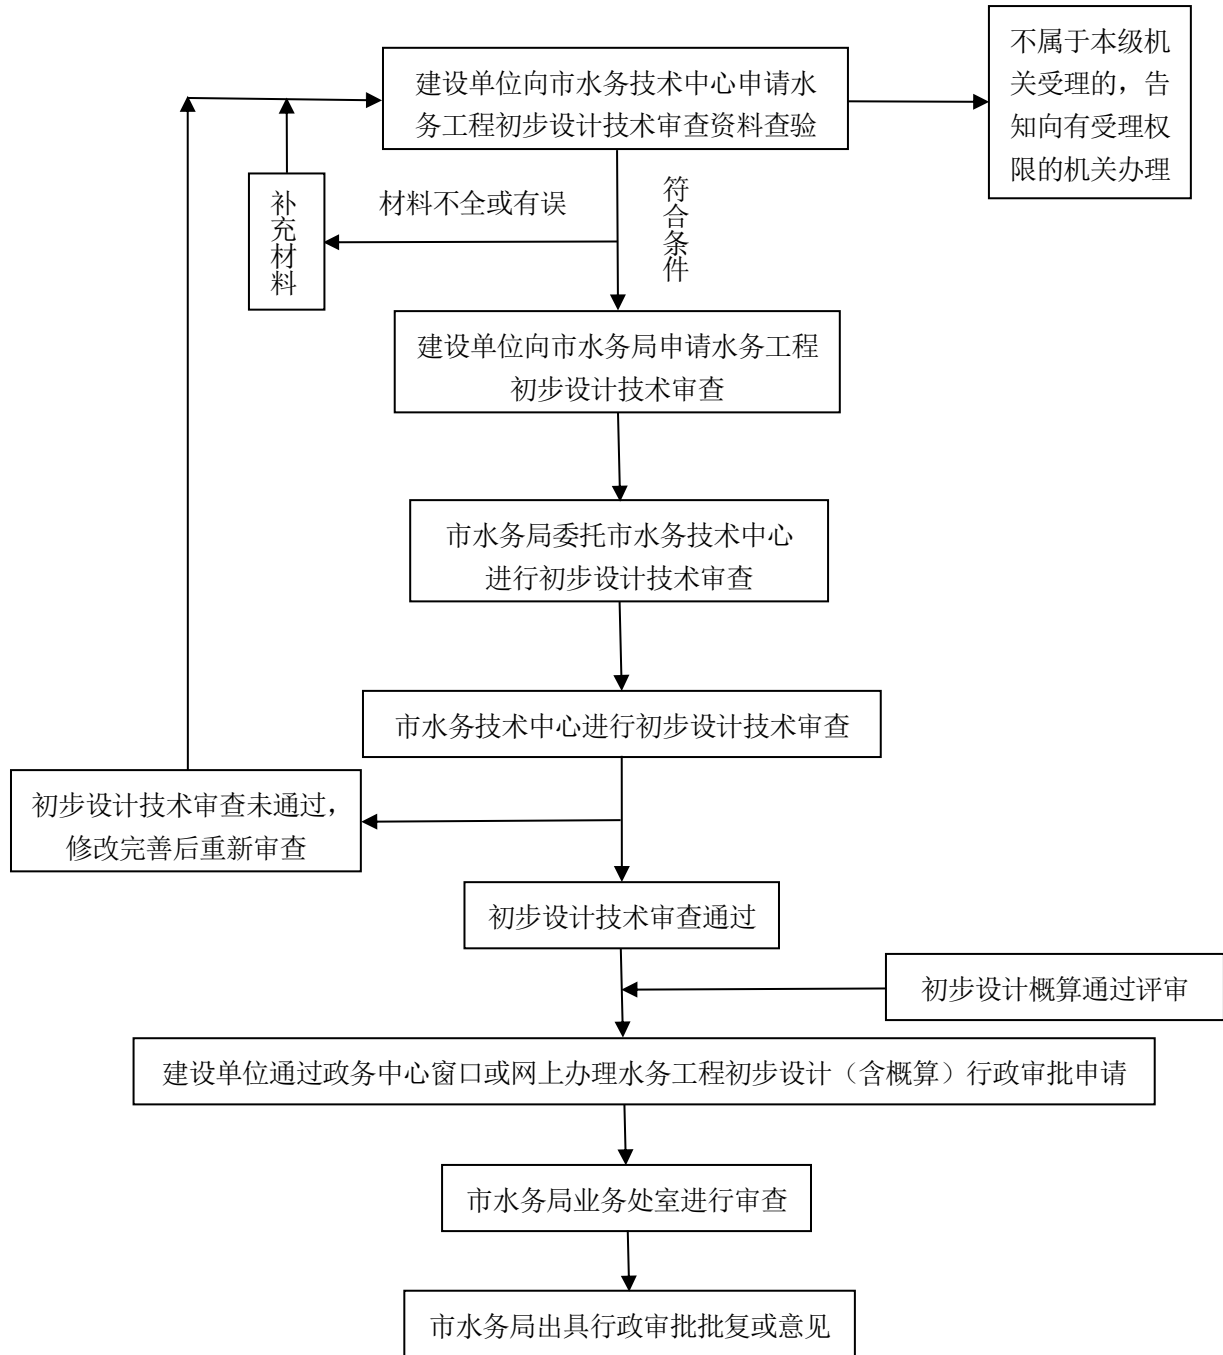 不属于本级机
关受理的，告
知向有受理权
限的机关办理
建设单位向市水务技术中心申请水
务工程初步设计技术审查资料查验
补充材料
材料不全或有误
符合条件
建设单位向市水务局申请水务工程
初步设计技术审查
市水务局委托市水务技术中心
进行初步设计技术审查
市水务技术中心进行初步设计技术审查
初步设计技术审查未通过，
修改完善后重新审查
初步设计技术审查通过
初步设计概算通过评审
建设单位通过政务中心窗口或网上办理水务工程初步设计（含概算）行政审批申请
市水务局业务处室进行审查
市水务局出具行政审批批复或意见